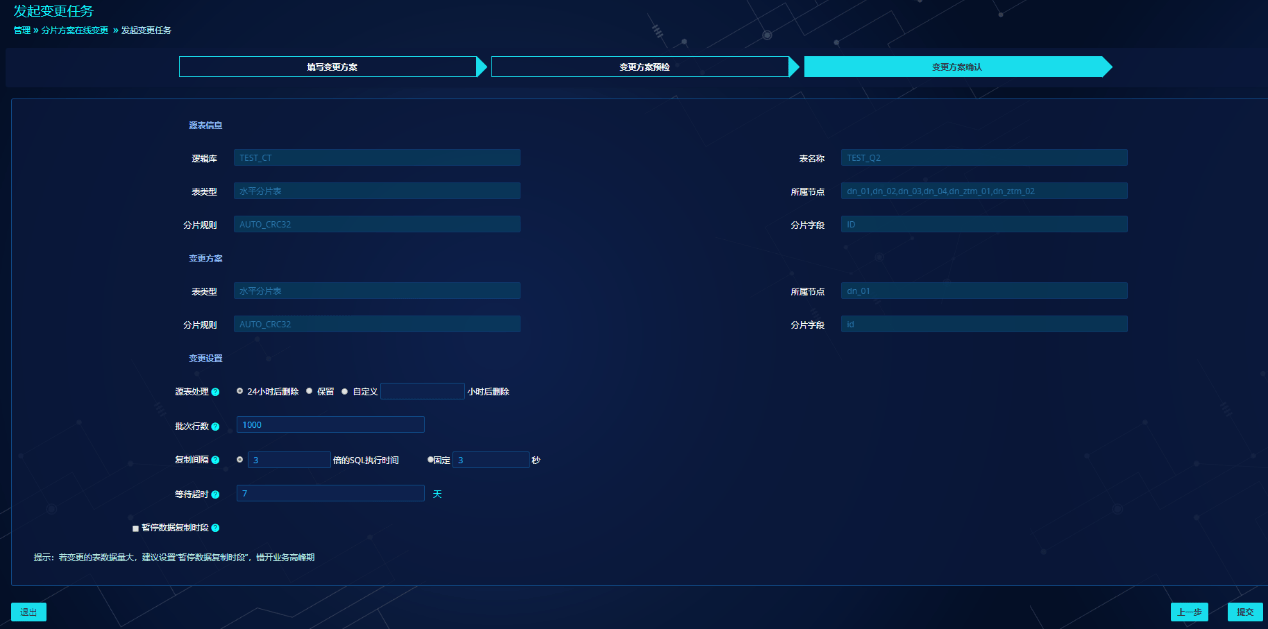 发起变更任务
管理 » 分片方案在线变更 » 发起变更任务
填写变更方案 变更方案预检 变更方案确认
源表信息
逻辑库 TEST_CT 表名称 TEST_Q2
表类型 水平分片表 所属节点 dn_01,dn_02,dn_03,dn_04,dn_ztm_01,dn_ztm_02
分片规则 AUTO_CRC32 分片字段 ID
变更方案
表类型 水平分片表 所属节点 dn_01
分片规则 AUTO_CRC32 分片字段 id
变更设置
源表处理 ? 24小时后删除 保留 自定义 小时后删除
批次行数 ? 1000
复制间隔 ? 3 倍的SQL执行时间 固定 3 秒
等待超时 ? 7 天
暂停数据复制时段 ?
提示：若变更的表数据量大，建议设置“暂停数据复制时段”，错开业务高峰期
退出 上一步 提交